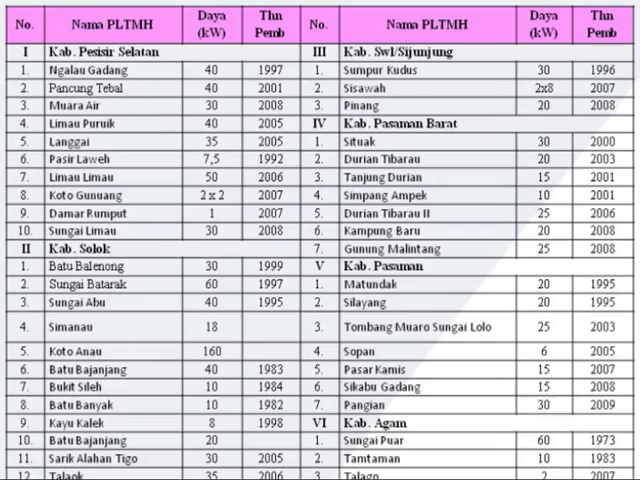 No. Nama PLTMH Daya (kW) Thn Pemb
I Kab. Pesisir Selatan
1. Ngalau Gadang 40 1997
2. Pancung Tebal 40 2001
3. Muara Air 30 2008
4. Limau Puruik 40 2005
5. Langgai 35 2005
6. Pasir Laweh 7,5 1992
7. Limau Limau 50 2006
8. Koto Gunuang 2 x 2 2007
9. Damar Rumput 1 2007
10. Sungai Limau 30 2008
II Kab. Solok
1. Batu Balenong 30 1999
2. Sungai Batarak 60 1997
3. Sungai Abu 40 1995
4. Simanau 18
5. Koto Anau 160
6. Batu Bajanjang 40 1983
7. Bukit Sileh 10 1984
8. Batu Banyak 10 1982
9. Kayu Kalek 8 1998
10. Batu Bajanjang 20
11. Sarik Alahan Tigo 30 2005
12 Talaok 35 2006
No. Nama PLTMH Daya (kW) Thn Pemb
III Kab. Swl/Sijunjung
1. Sumpur Kudus 30 1996
2. Sisawah 2x8 2007
3. Pinang 20 2008
IV Kab. Pasaman Barat
1. Situak 30 2000
2. Durian Tibarau 20 2003
3. Tanjung Durian 15 2001
4. Simpang Ampek 10 2001
5. Durian Tibarau II 25 2006
6. Kampung Baru 20 2008
7. Gunung Malintang 25 2008
V Kab. Pasaman
1. Matundak 20 1995
2. Silayang 20 1995
3. Tombang Muaro Sungai Lolo 25 2003
4. Sopan 6 2005
5. Pasar Kamis 15 2007
6. Sikabu Gadang 15 2008
7. Pangian 30 2009
VI Kab. Agam
1. Sungai Puar 60 1973
2. Tamtaman 10 1983
3 Talago 2 2007